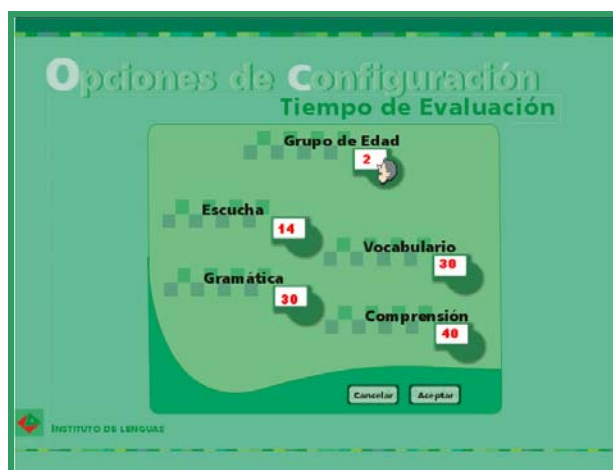 Opciones de Configuración
Tiempo de Evaluación
Grupo de Edad
2
Escucha
14
Vocabulario
30
Gramática
30
Comprensión
40
Cancelar Aceptar
INSTITUTO DE LENGUAS